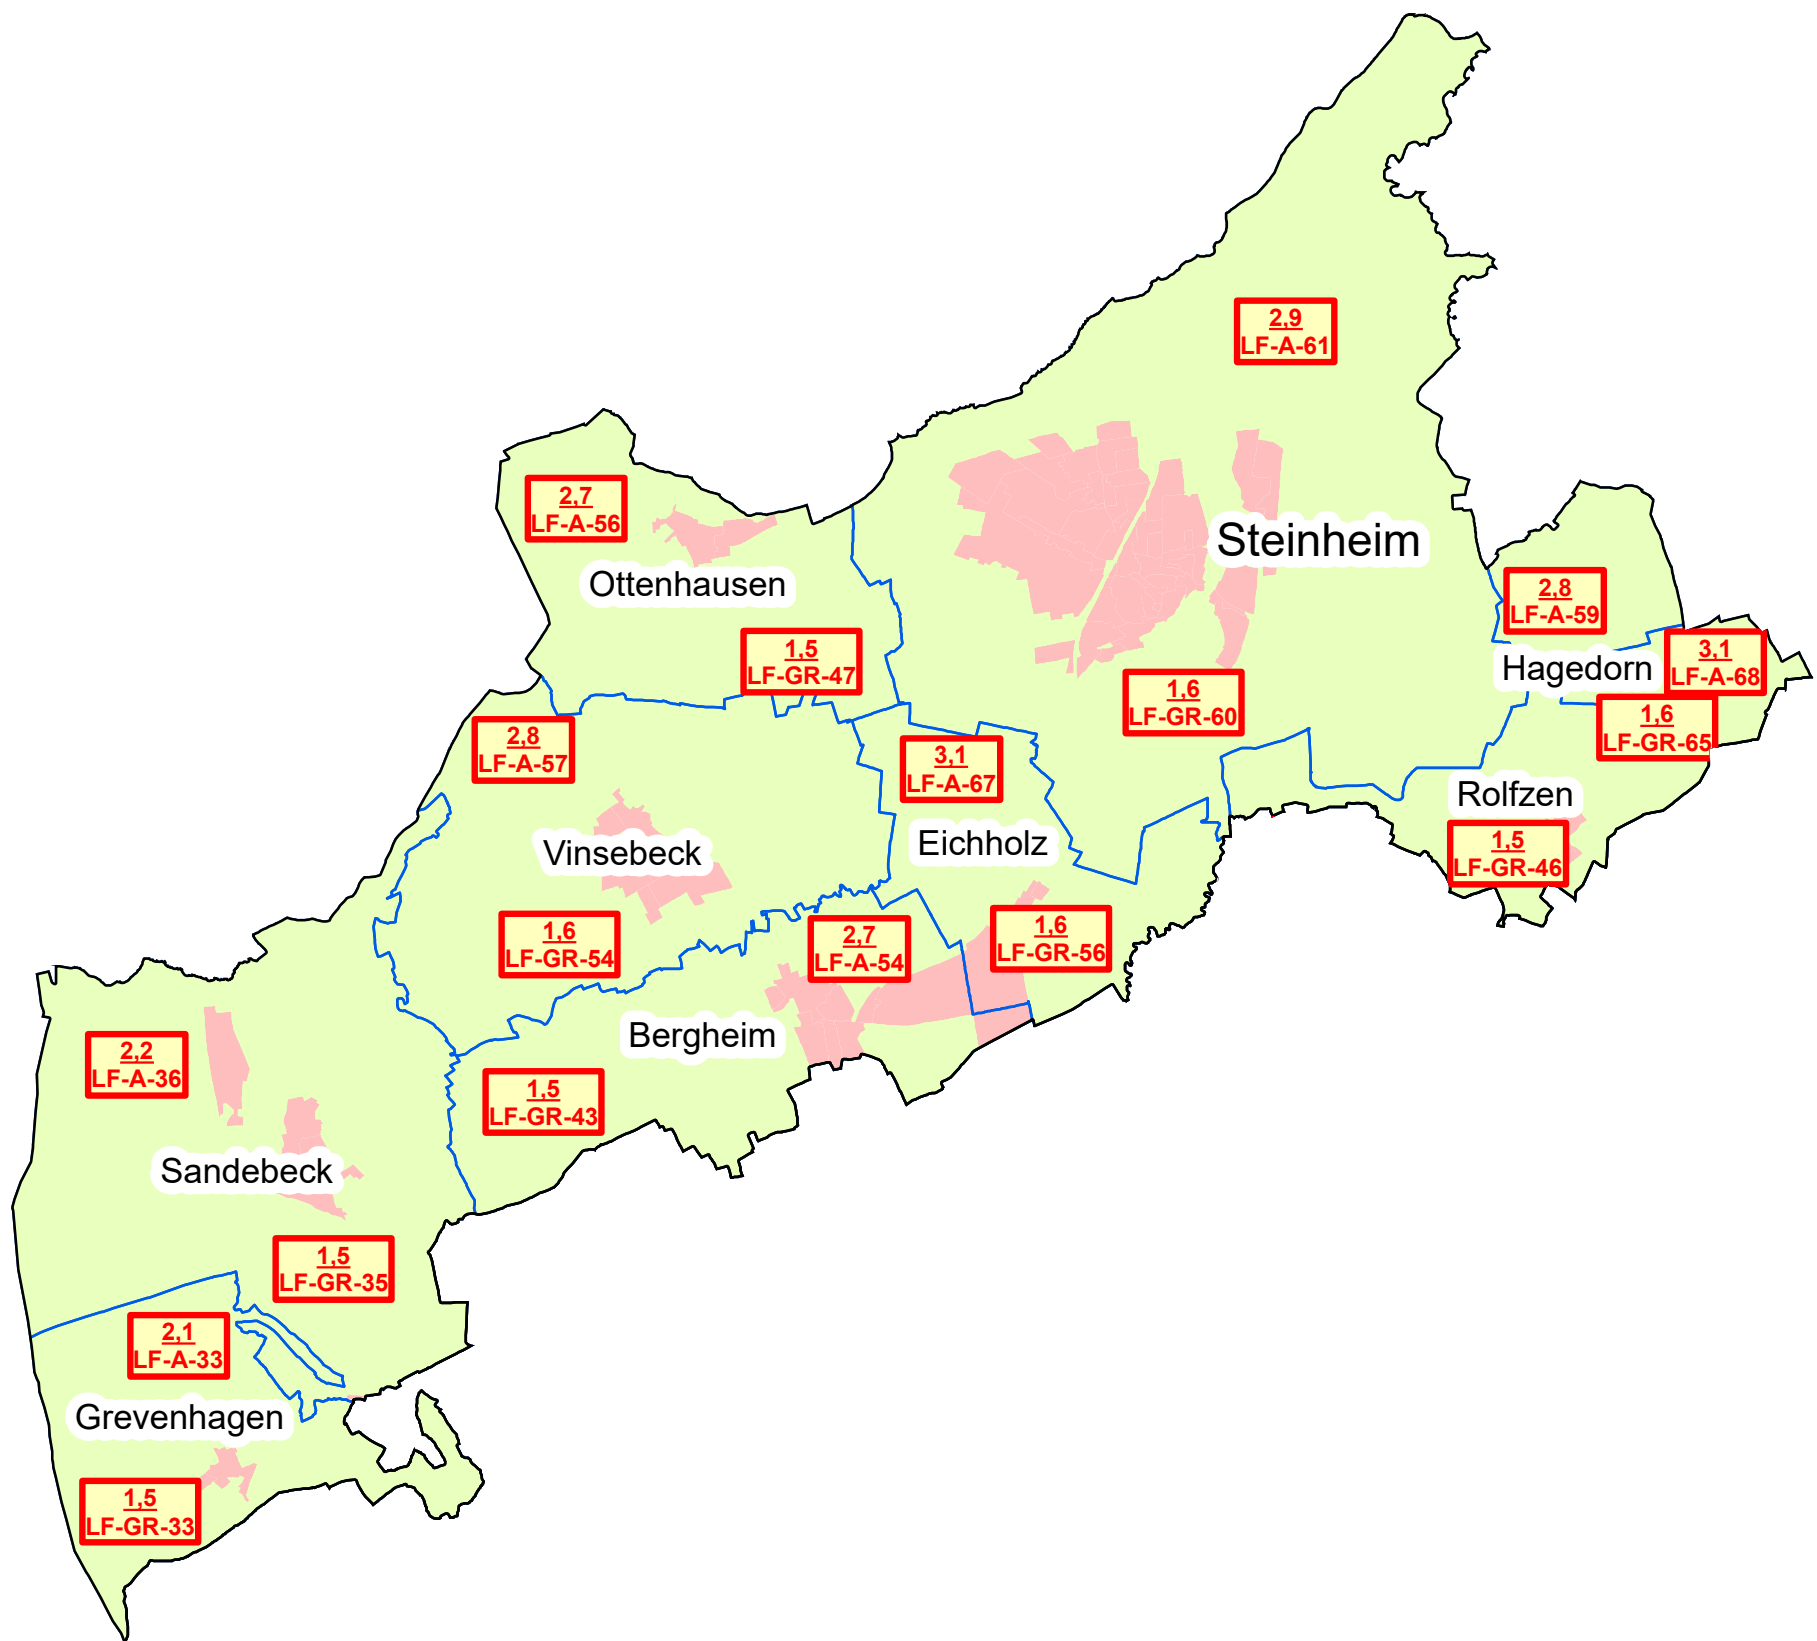 2,9
LF-A-61
2,7
LF-A-56
Steinheim
Ottenhausen
2,8
LF-A-59
1,5
LF-GR-47
Hagedorn
3,1
LF-A-68
1,6
LF-GR-60
1,6
LF-GR-65
2,8
LF-A-57
3,1
LF-A-67
Rolfzen
Vinsebeck
Eichholz
1,5
LF-GR-46
1,6
LF-GR-54
2,7
LF-A-54
1,6
LF-GR-56
Bergheim
2,2
LF-A-36
1,5
LF-GR-43
Sandebeck
1,5
LF-GR-35
2,1
LF-A-33
Grevenhagen
1,5
LF-GR-33